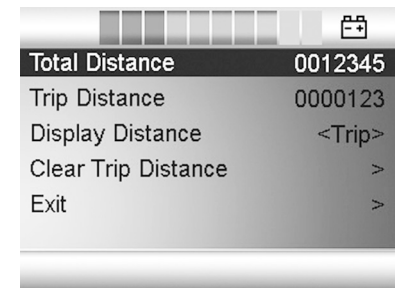 Total Distance 0012345
Trip Distance 0000123
Display Distance <Trip>
Clear Trip Distance >
Exit >